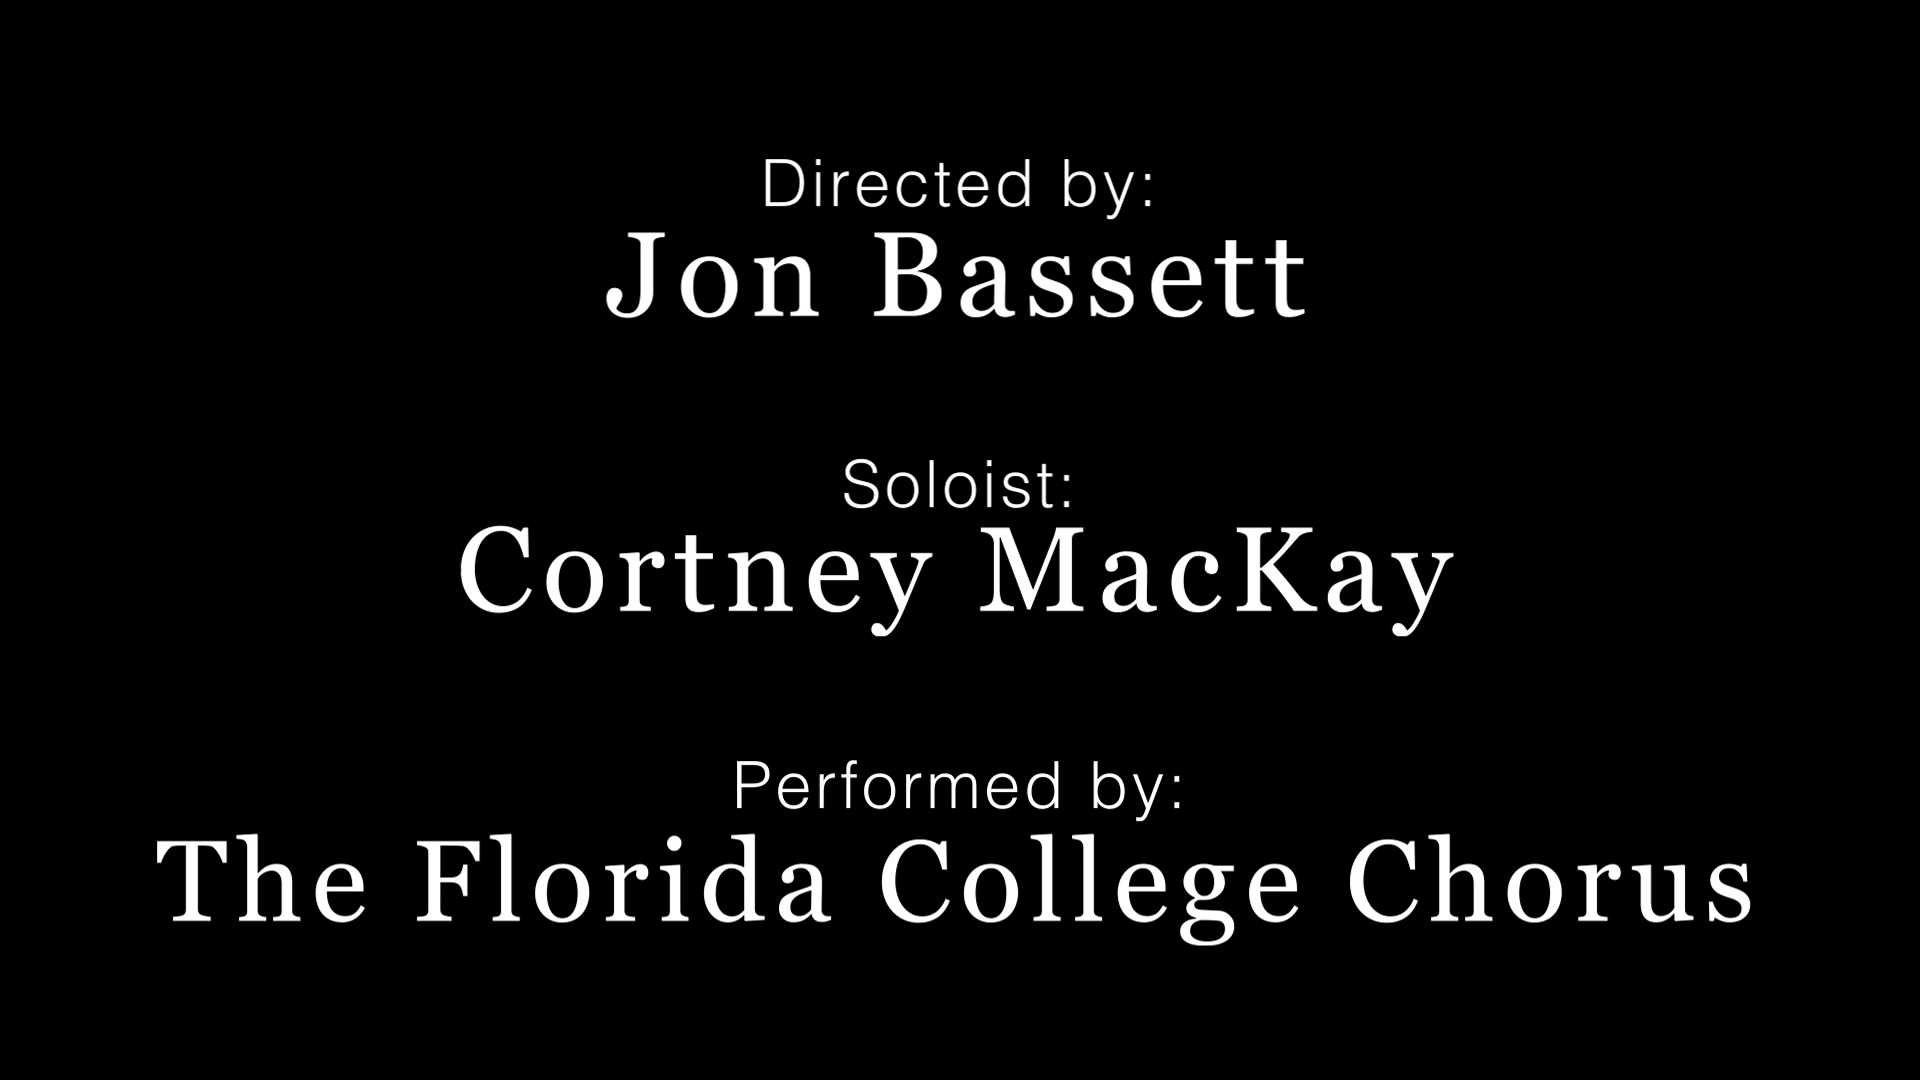 Directed by:
Jon Bassett
Soloist:
Cortney MacKay
Performed by:
The Florida College Chorus